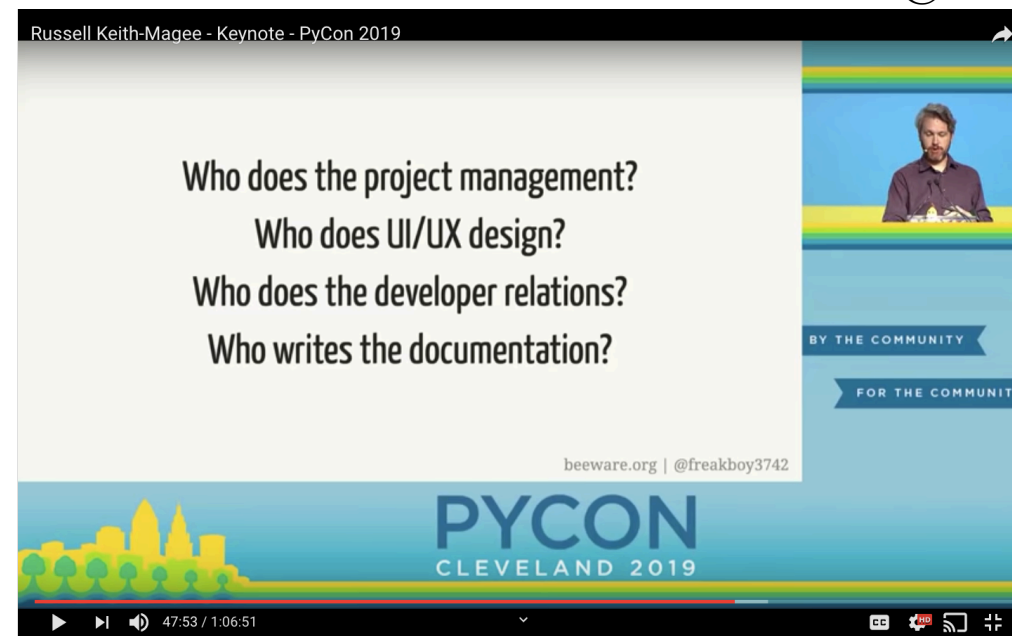 Russell Keith-Magee - Keynote - PyCon 2019
Who does the project management?
Who does UI/UX design?
Who does the developer relations?
Who writes the documentation?
beeware.org | @freakboy3742
BY THE COMMUNITY
FOR THE COMMUNIT
PYCON
CLEVELAND 2019
47:53 / 1:06:51
CC
HD